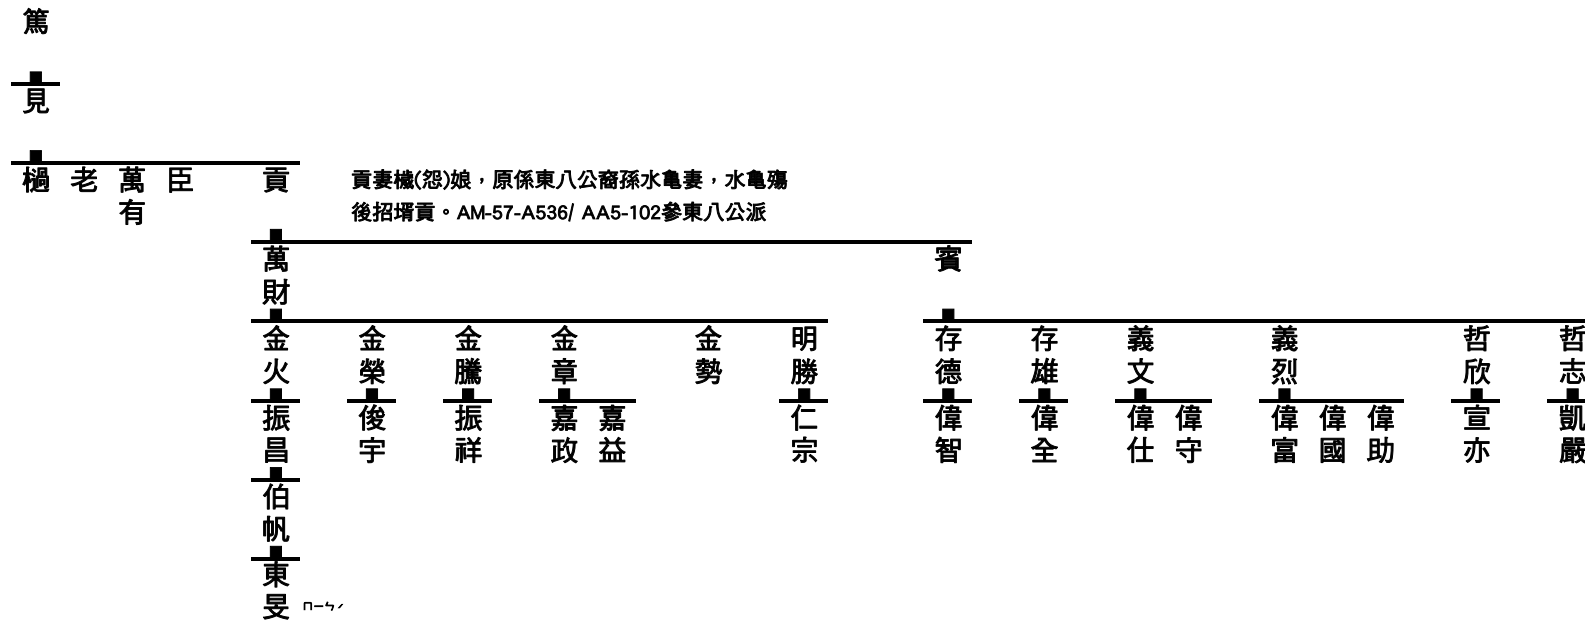 篤
見
檛 老 萬有 臣 貢
貢妻檅(怨)娘，原係東八公裔孫水亀妻，水亀殤
後招壻貢。AM-57-A536/ AA5-102參東八公派
萬財 賓
金火 金榮 金騰 金章 金勢 明勝 存德 存雄 義文 義烈 哲欣 哲志
振昌 俊宇 振祥 嘉政 嘉益 仁宗 偉智 偉全 偉仕 偉守 偉富 偉國 偉助 宣亦 凱嚴
伯帆
東旻 ㄇㄧㄣˊ